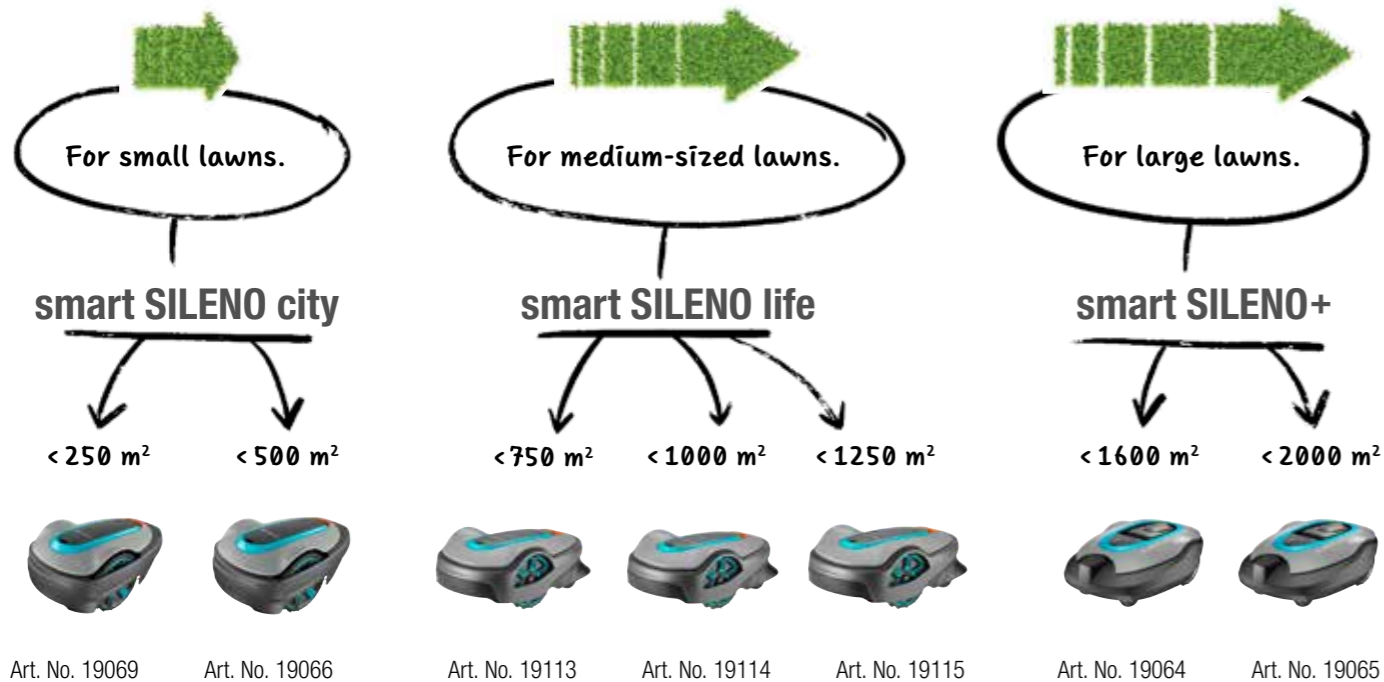 For small lawns.
For medium-sized lawns.
For large lawns.
smart SILENO city
smart SILENO life
smart SILENO+
<250 m²
<500 m²
<750 m²
<1000 m²
<1250 m²
<1600 m²
<2000 m²
Art. No. 19069
Art. No. 19066
Art. No. 19113
Art. No. 19114
Art. No. 19115
Art. No. 19064
Art. No. 19065